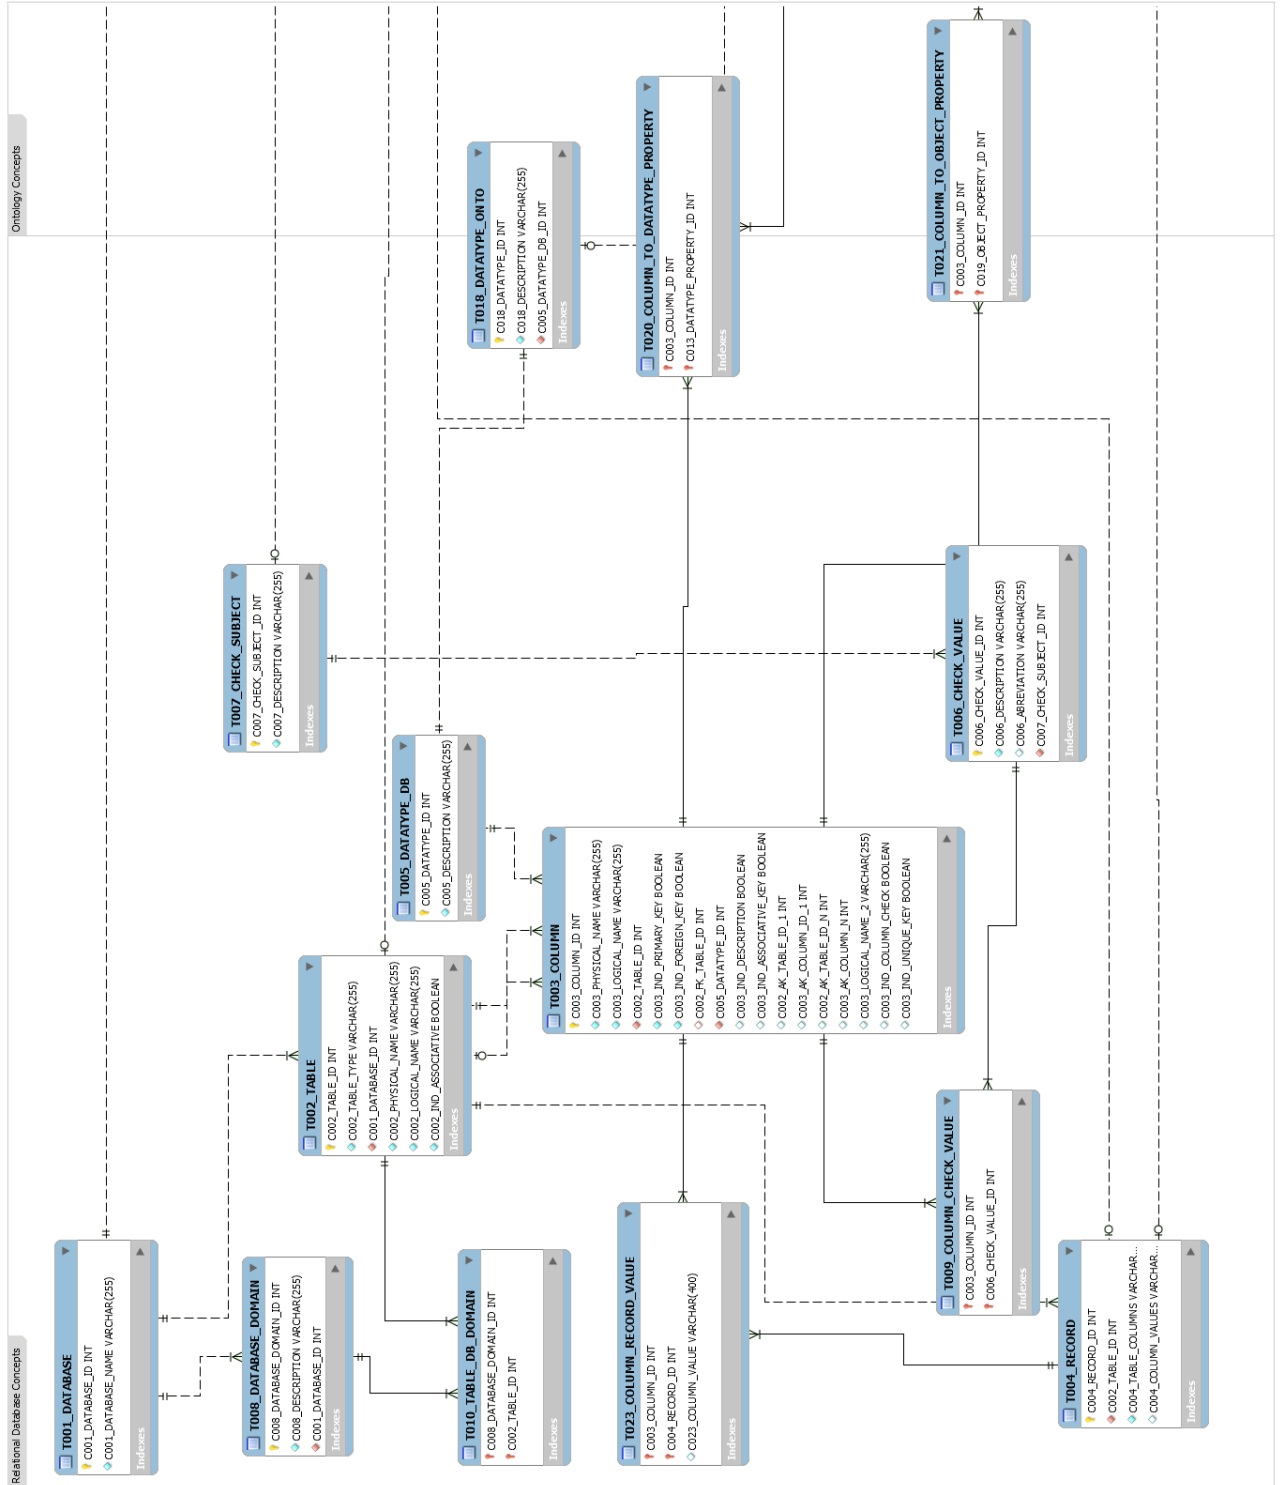 Relational Database Concepts
Ontology Concepts
T001_DATABASE
C001_DATABASE_ID INT
C001_DATABASE_NAME VARCHAR(255)
Indexes
T008_DATABASE_DOMAIN
C008_DATABASE_DOMAIN_ID INT
C008_DESCRIPTION VARCHAR(255)
C001_DATABASE_ID INT
Indexes
T010_TABLE_DB_DOMAIN
C008_DATABASE_DOMAIN_ID INT
C002_TABLE_ID INT
Indexes
T023_COLUMN_RECORD_VALUE
C003_COLUMN_ID INT
C004_RECORD_ID INT
C023_COLUMN_VALUE VARCHAR(400)
Indexes
T004_RECORD
C004_RECORD_ID INT
C002_TABLE_ID INT
C004_TABLE_COLUMNS VARCHAR...
C004_COLUMN_VALUES VARCHAR...
Indexes
T002_TABLE
C002_TABLE_ID INT
C002_TABLE_TYPE VARCHAR(255)
C001_DATABASE_ID INT
C002_PHYSICAL_NAME VARCHAR(255)
C002_LOGICAL_NAME VARCHAR(255)
C002_IND_ASSOCIATIVE BOOLEAN
Indexes
T009_COLUMN_CHECK_VALUE
C003_COLUMN_ID INT
C006_CHECK_VALUE_ID INT
Indexes
T005_DATATYPE_DB
C005_DATATYPE_ID INT
C005_DESCRIPTION VARCHAR(255)
Indexes
T003_COLUMN
C003_COLUMN_ID INT
C003_PHYSICAL_NAME VARCHAR(255)
C003_LOGICAL_NAME VARCHAR(255)
C002_TABLE_ID INT
C003_IND_PRIMARY_KEY BOOLEAN
C003_IND_FOREIGN_KEY BOOLEAN
C002_FK_TABLE_ID INT
C005_DATATYPE_ID INT
C003_IND_DESCRIPTION BOOLEAN
C003_IND_ASSOCIATIVE_KEY BOOLEAN
C002_AK_TABLE_ID_1 INT
C003_AK_COLUMN_ID_1 INT
C002_AK_TABLE_ID_N INT
C003_AK_COLUMN_N INT
C003_LOGICAL_NAME_2 VARCHAR(255)
C003_IND_COLUMN_CHECK BOOLEAN
C003_IND_UNIQUE_KEY BOOLEAN
Indexes
T007_CHECK_SUBJECT
C007_CHECK_SUBJECT_ID INT
C007_DESCRIPTION VARCHAR(255)
Indexes
T006_CHECK_VALUE
C006_CHECK_VALUE_ID INT
C006_DESCRIPTION VARCHAR(255)
C006_ABREVIATION VARCHAR(255)
C007_CHECK_SUBJECT_ID INT
Indexes
T018_DATATYPE_ONTO
C018_DATATYPE_ID INT
C018_DESCRIPTION VARCHAR(255)
C005_DATATYPE_DB_ID INT
Indexes
T020_COLUMN_TO_DATATYPE_PROPERTY
C003_COLUMN_ID INT
C013_DATATYPE_PROPERTY_ID INT
Indexes
T021_COLUMN_TO_OBJECT_PROPERTY
C003_COLUMN_ID INT
C019_OBJECT_PROPERTY_ID INT
Indexes